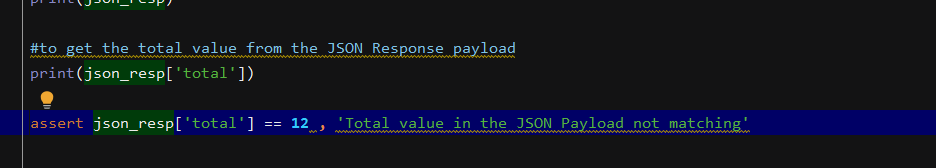 print(json_resp)
#to get the total value from the JSON Response payload
print(json_resp['total'])
assert json_resp['total'] == 12 , 'Total value in the JSON Payload not matching'